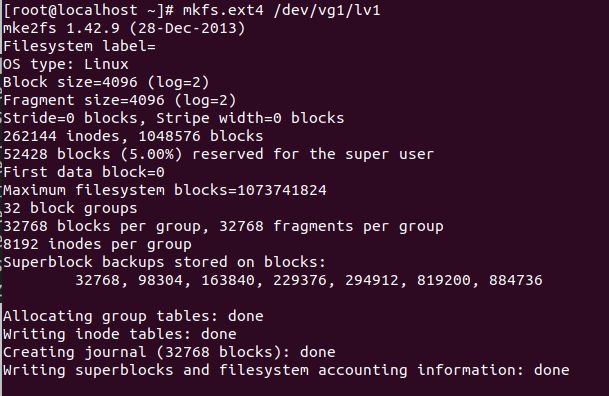 [root@localhost ~]# mkfs.ext4 /dev/vg1/lv1
mke2fs 1.42.9 (28-Dec-2013)
Filesystem label=
OS type: Linux
Block size=4096 (log=2)
Fragment size=4096 (log=2)
Stride=0 blocks, Stripe width=0 blocks
262144 inodes, 1048576 blocks
52428 blocks (5.00%) reserved for the super user
First data block=0
Maximum filesystem blocks=1073741824
32 block groups
32768 blocks per group, 32768 fragments per group
8192 inodes per group
Superblock backups stored on blocks:
32768, 98304, 163840, 229376, 294912, 819200, 884736
Allocating group tables: done
Writing inode tables: done
Creating journal (32768 blocks): done
Writing superblocks and filesystem accounting information: done